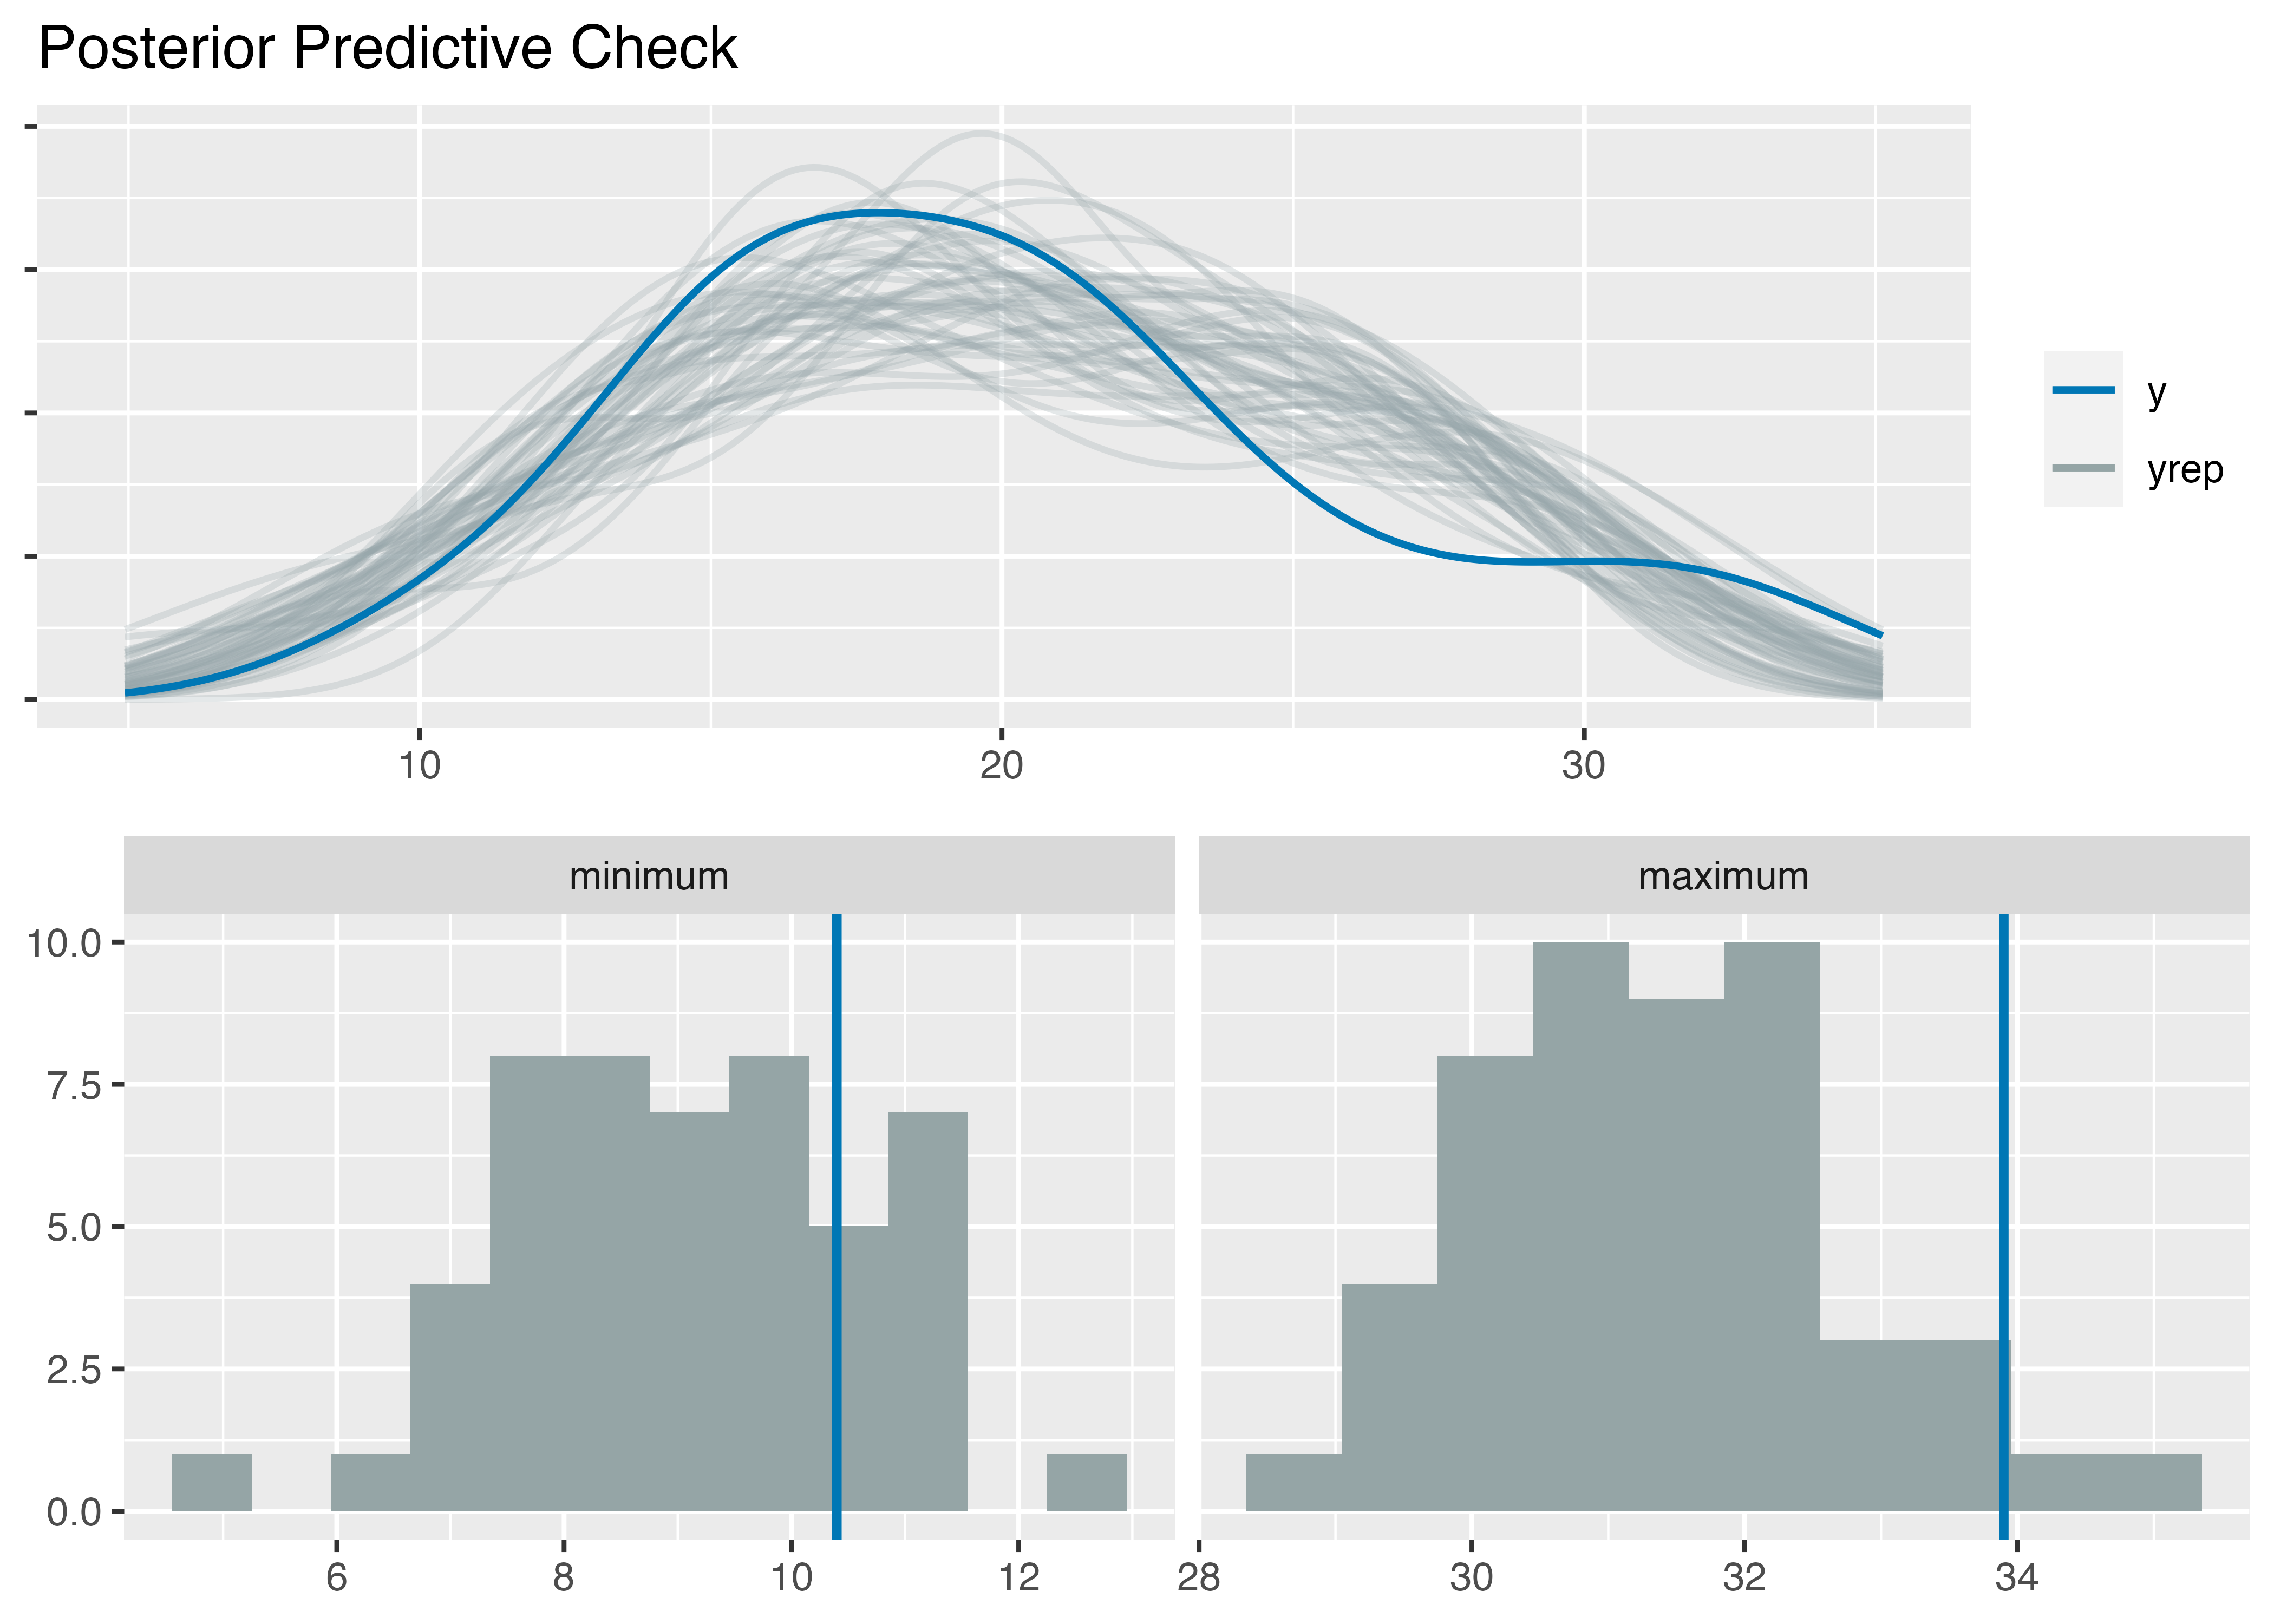 Posterior Predictive Check
y
yrep
10 20 30
minimum maximum
10.0
7.5
5.0
2.5
0.0
6 8 10 12 28 30 32 34